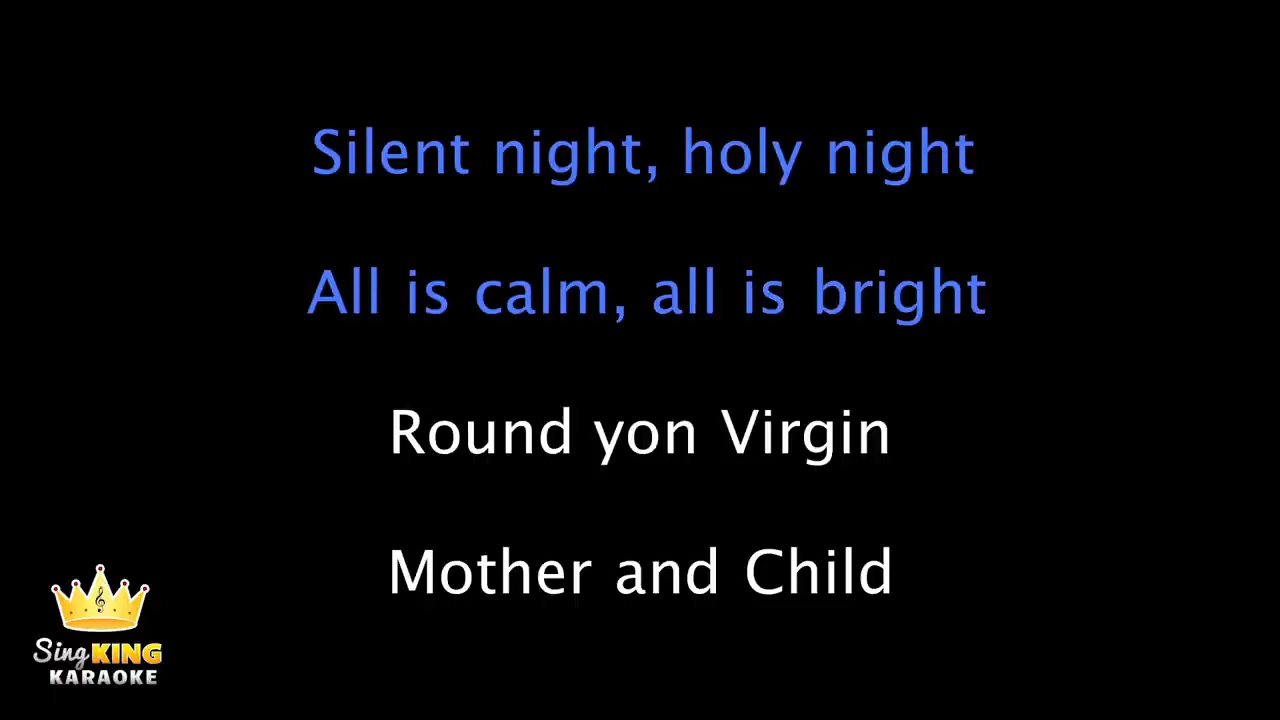 Silent night, holy night
All is calm, all is bright
Round yon Virgin
Mother and Child
Sing KING
KARAOKE